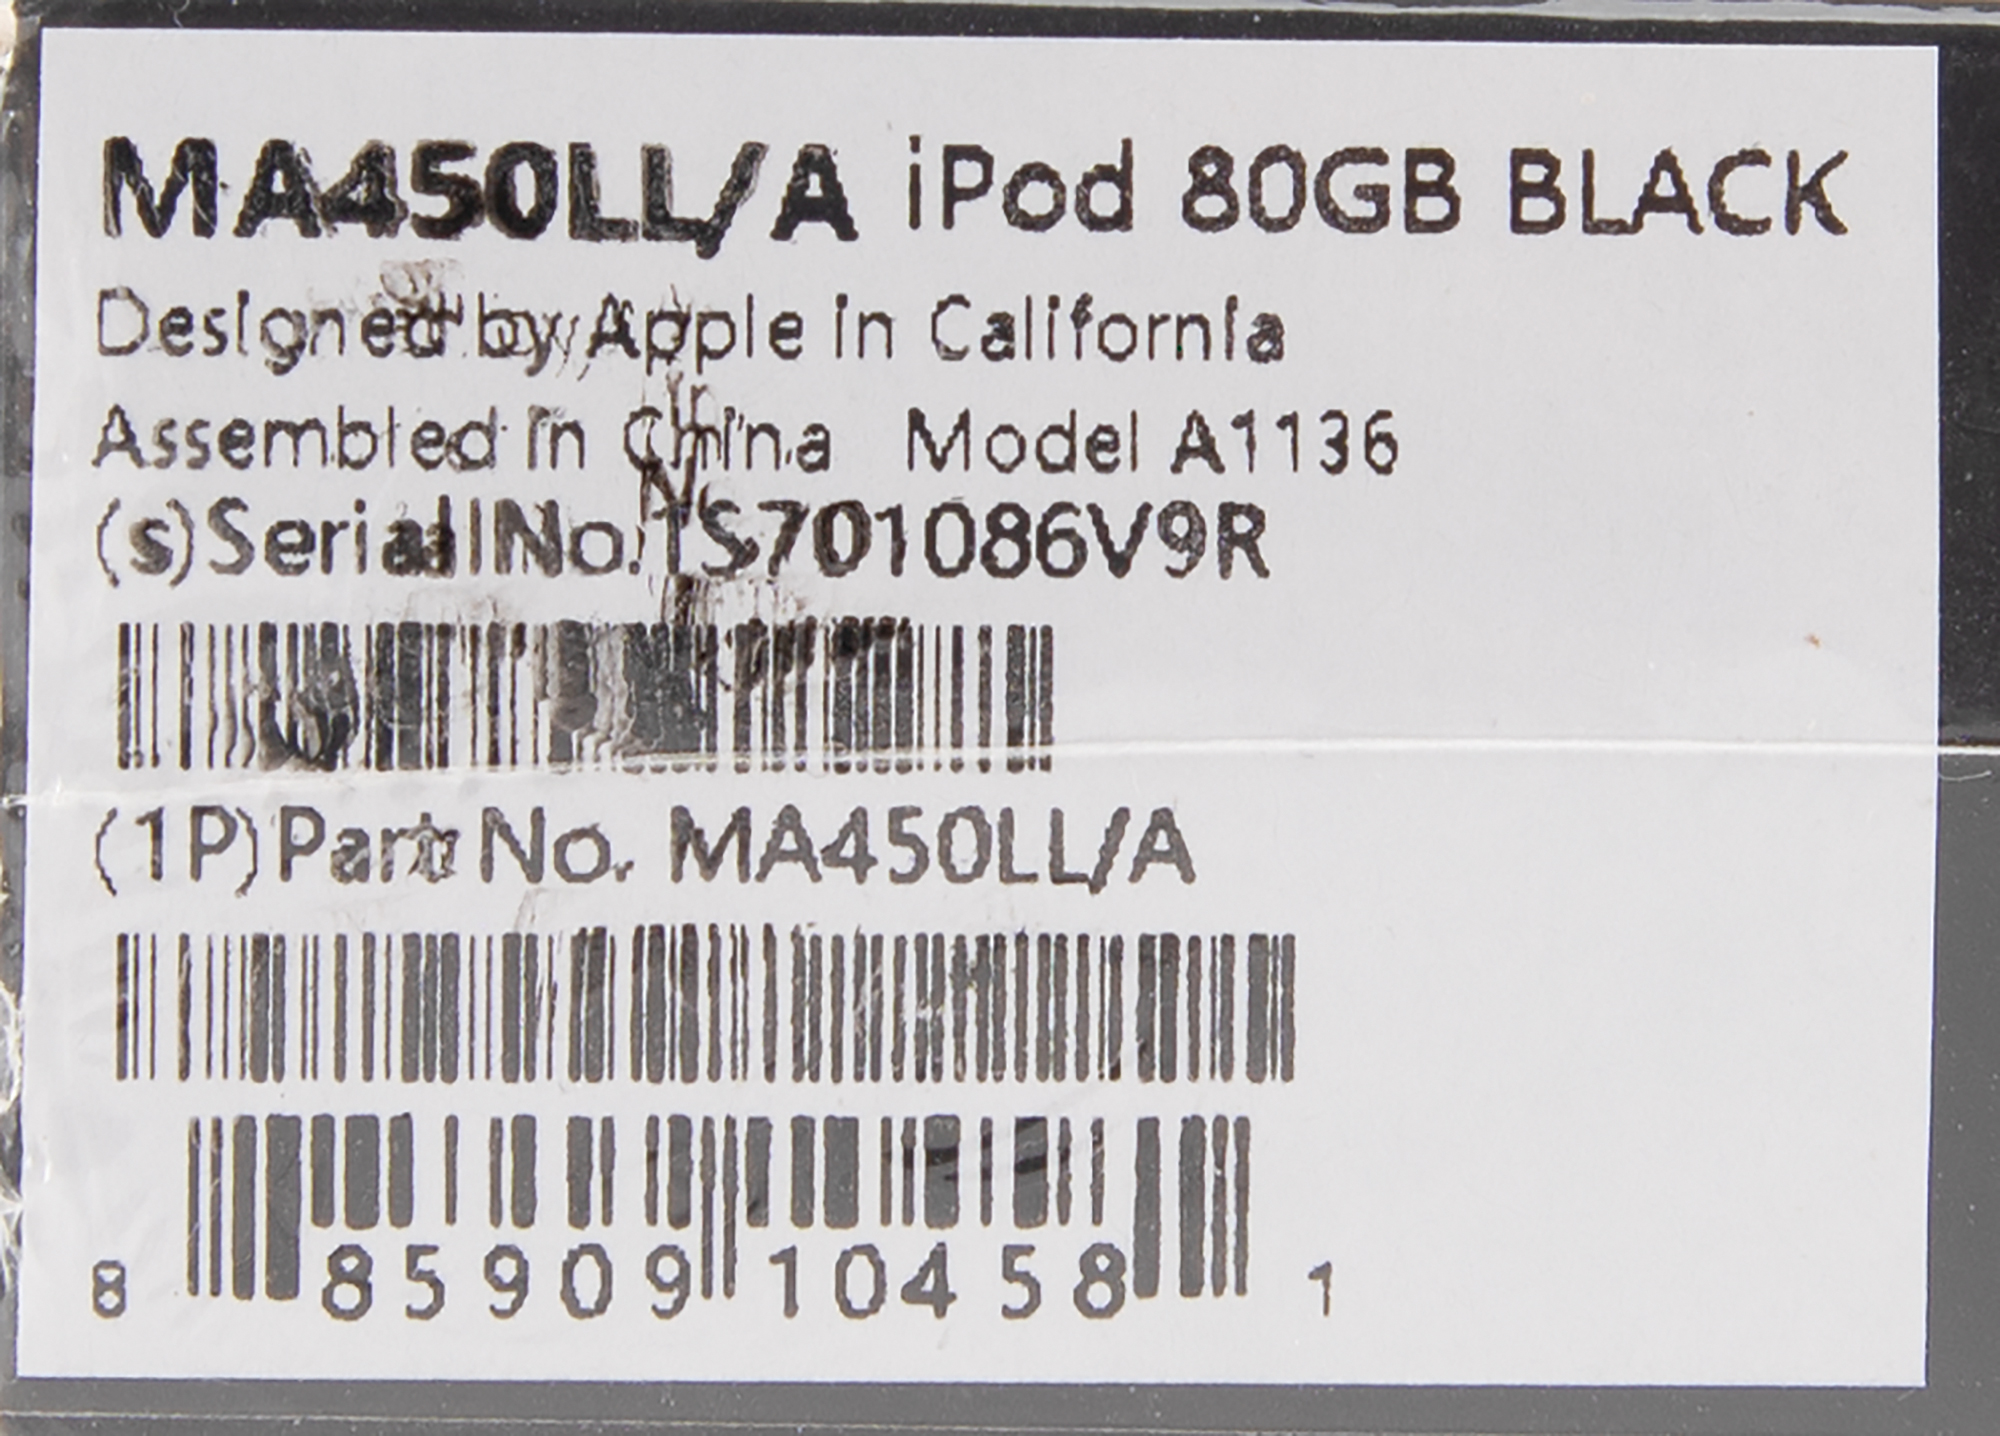 MA450LL/A iPod 80GB BLACK
Designed by Apple in California
Assembled in China Model A1136
(s)Serial No. 1S701086V9R
(1P)Part No. MA450LL/A
8 85909 10458 1